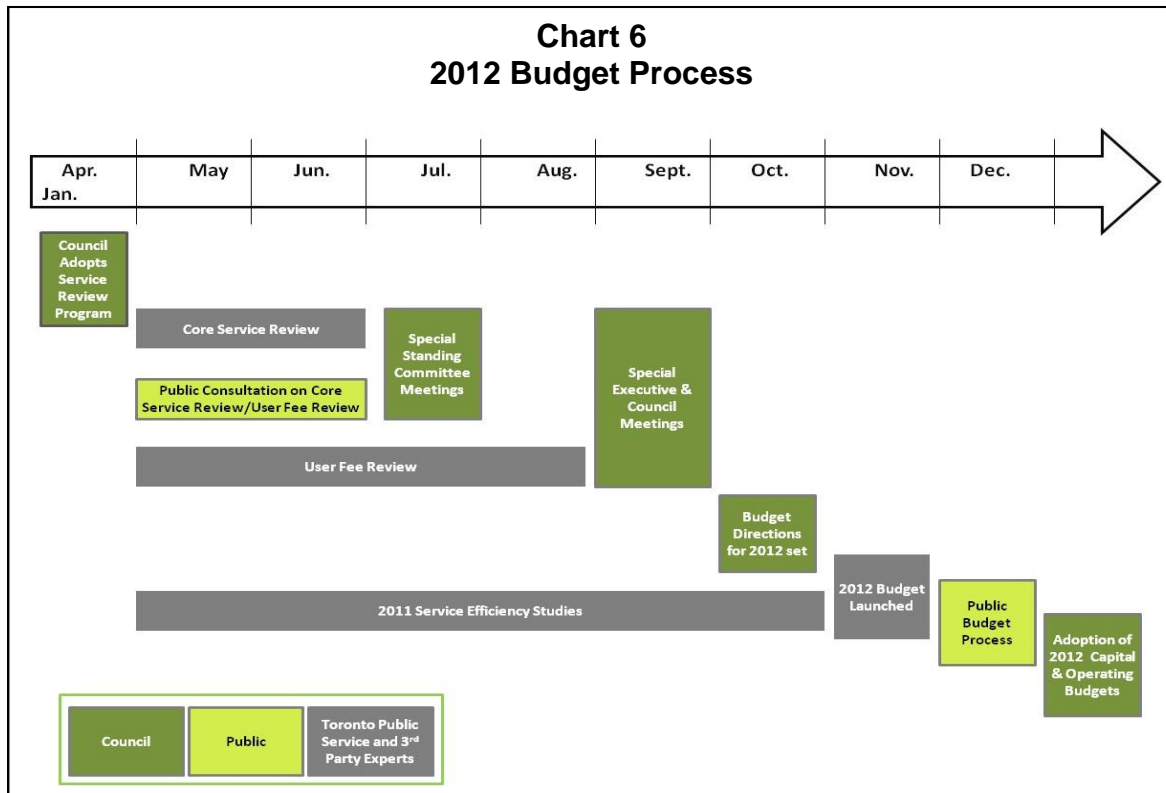 Chart 6
2012 Budget Process
Apr. May Jun. Jul. Aug. Sept. Oct. Nov. Dec.
Jan.
Council
Adopts
Service
Review
Program
Core Service Review
Public Consultation on Core
Service Review/User Fee Review
Special
Standing
Committee
Meetings
Special
Executive &
Council
Meetings
User Fee Review
Budget
Directions
for 2012 set
2011 Service Efficiency Studies
2012 Budget
Launched
Public
Budget
Process
Adoption of
2012 Capital
& Operating
Budgets
Council
Public
Toronto Public
Service and 3rd
Party Experts